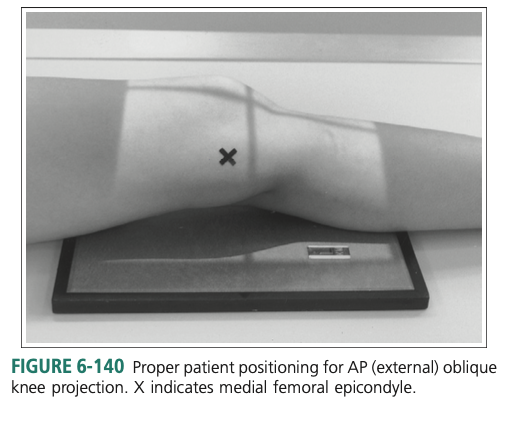 FIGURE 6-140 Proper patient positioning for AP (external) oblique
knee projection. X indicates medial femoral epicondyle.